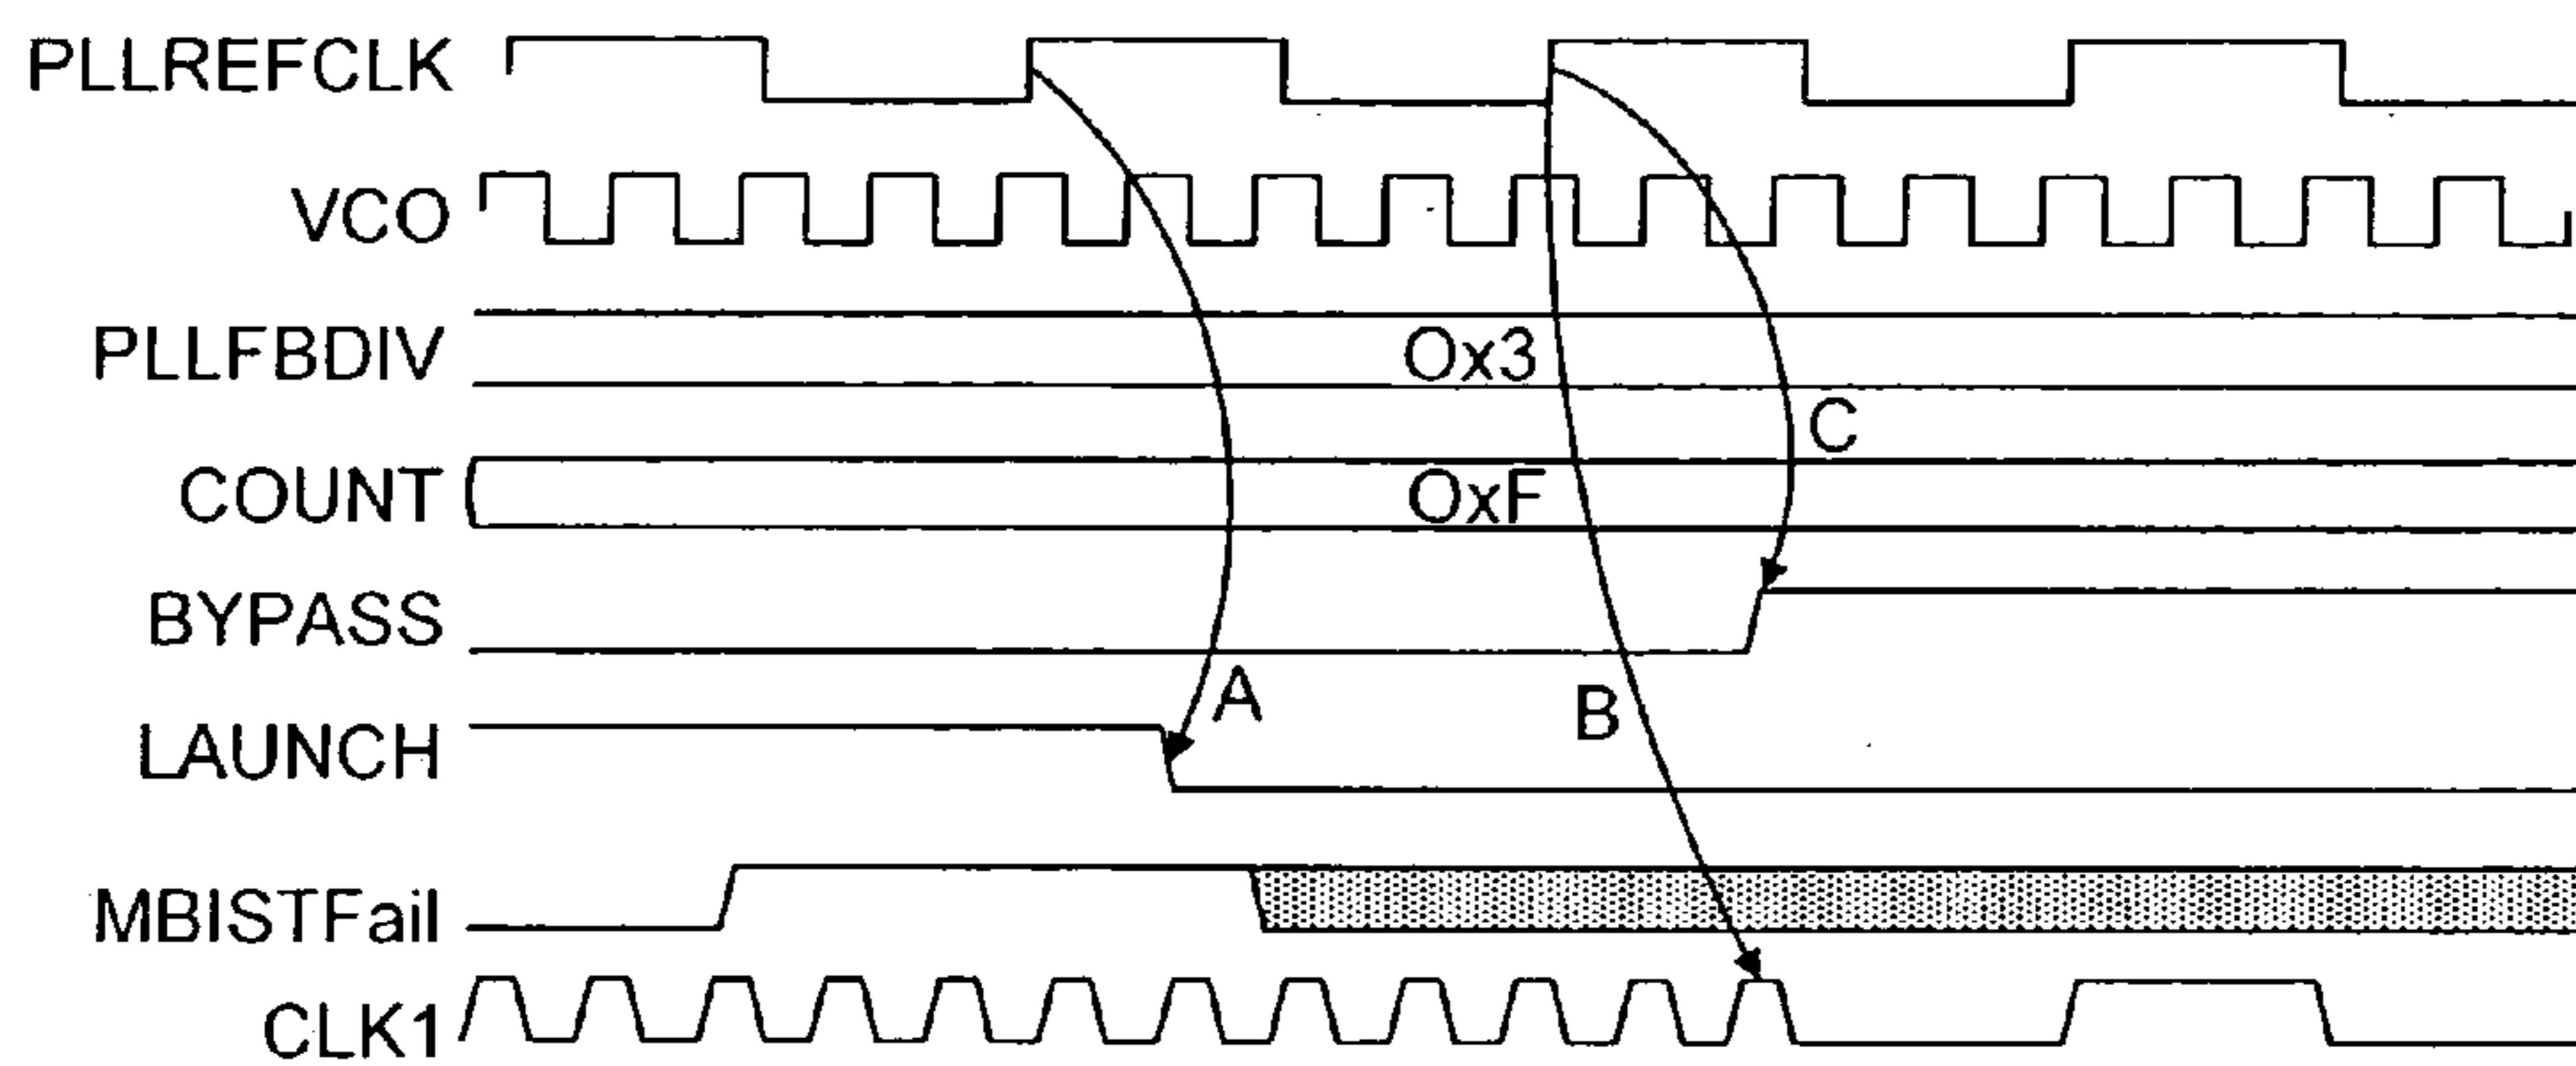 PLLREFCLK
VCO
PLLFBDIV
Ox3
C
COUNT
OxF
BYPASS
A
B
LAUNCH
MBISTFail
CLK1